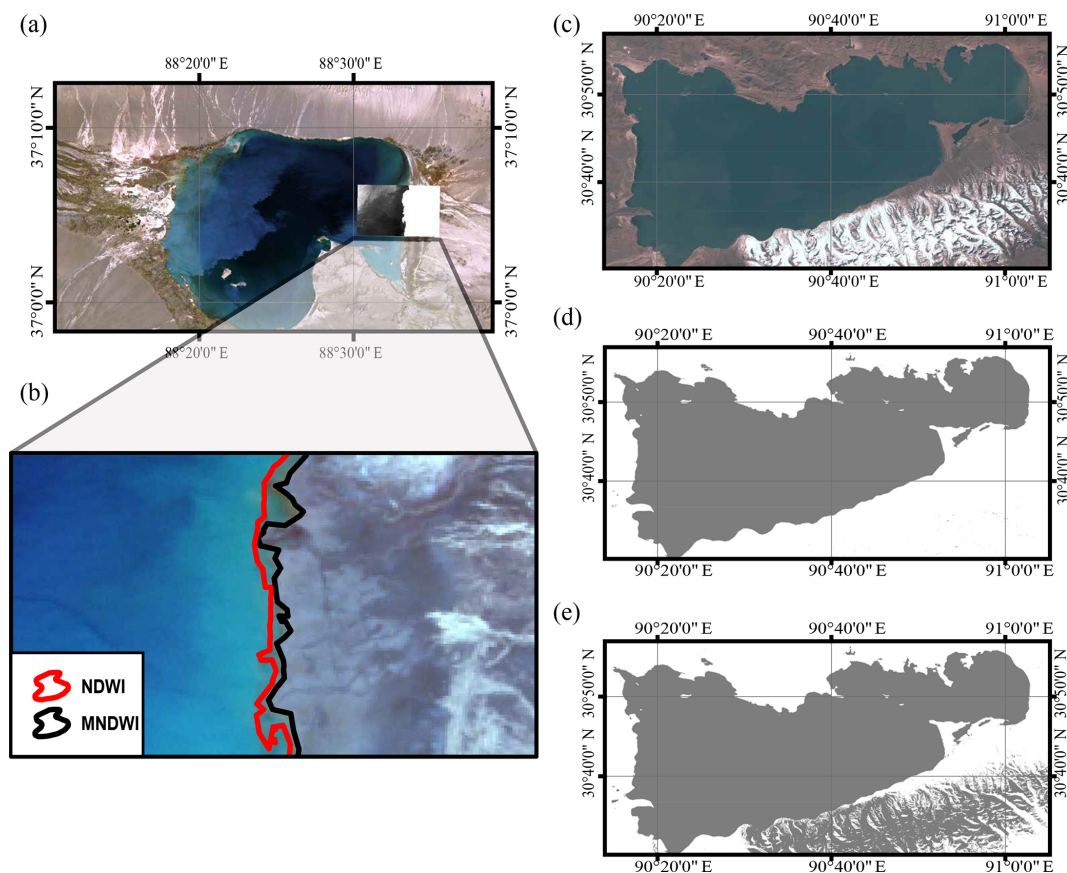 (a)
88°20'0" E 88°30'0" E
37°10'0" N 37°10'0" N
37°0'0" N 37°0'0" N
88°20'0" E 88°30'0" E
(b)
NDWI
MNDWI
(c)
90°20'0" E 90°40'0" E 91°0'0" E
30°50'0" N 30°50'0" N
30°40'0" N 30°40'0" N
90°20'0" E 90°40'0" E 91°0'0" E
(d)
90°20'0" E 90°40'0" E 91°0'0" E
30°50'0" N 30°50'0" N
30°40'0" N 30°40'0" N
90°20'0" E 90°40'0" E 91°0'0" E
(e)
90°20'0" E 90°40'0" E 91°0'0" E
30°50'0" N 30°50'0" N
30°40'0" N 30°40'0" N
90°20'0" E 90°40'0" E 91°0'0" E